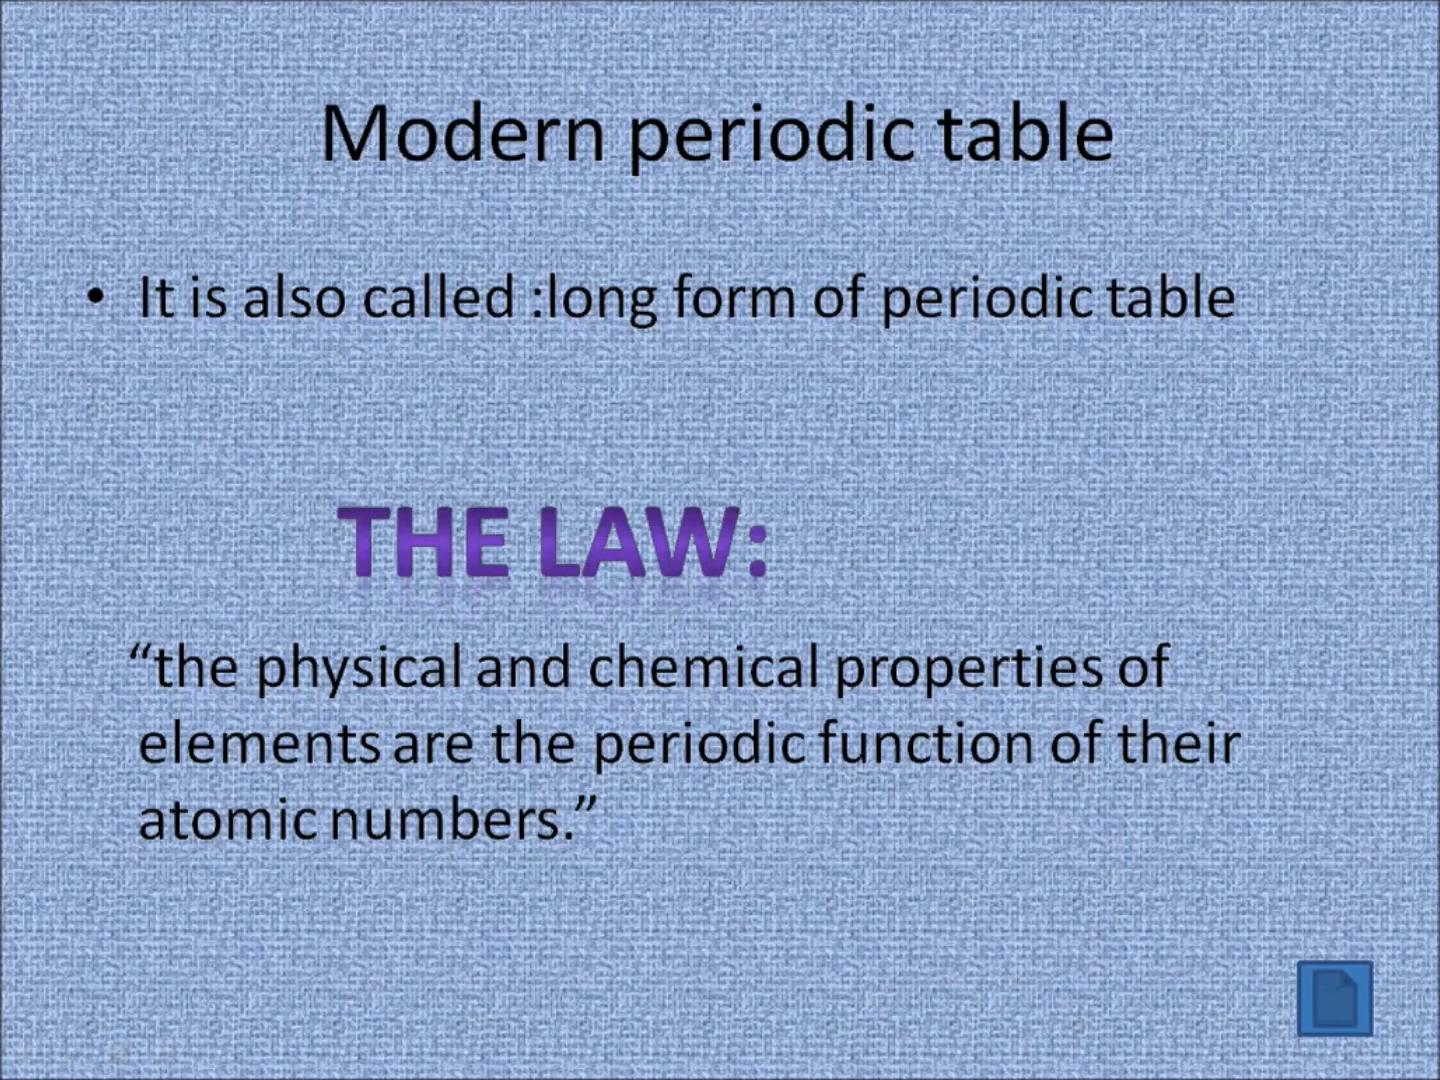 Modern periodic table
• It is also called :long form of periodic table
THE LAW:
“the physical and chemical properties of
elements are the periodic function of their
atomic numbers.”